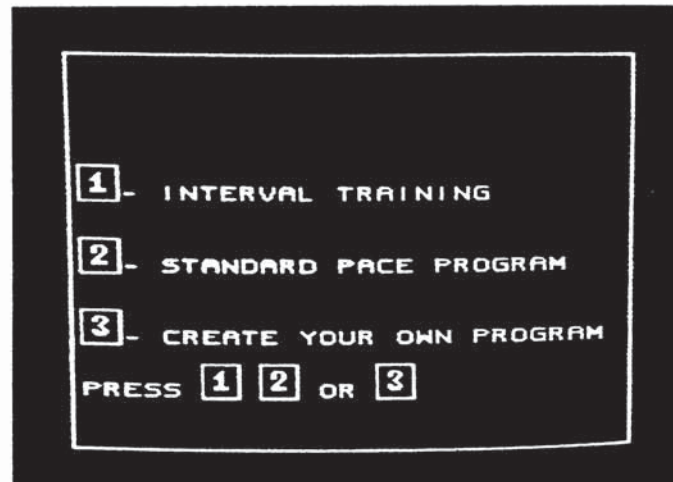 1- INTERVAL TRAINING
2- STANDARD PACE PROGRAM
3- CREATE YOUR OWN PROGRAM
PRESS 1 2 OR 3